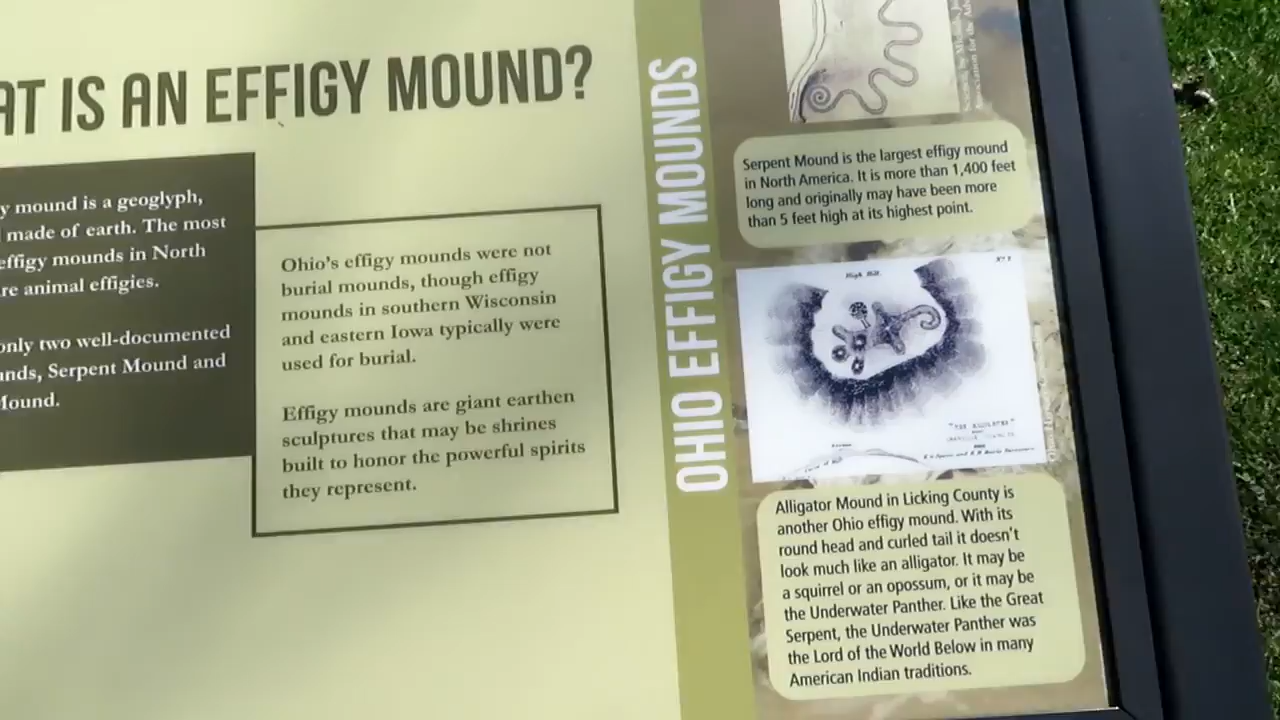 AT IS AN EFFIGY MOUND?
y mound is a geoglyph,
made of earth. The most
effigy mounds in North
re animal effigies.
only two well-documented
unds, Serpent Mound and
Mound.
Ohio's effigy mounds were not
burial mounds, though effigy
mounds in southern Wisconsin
and eastern Iowa typically were
used for burial.
Effigy mounds are giant earthen
sculptures that may be shrines
built to honor the powerful spirits
they represent.
OHIO EFFIGY MOUNDS
Serpent Mound is the largest effigy mound
in North America. It is more than 1,400 feet
long and originally may have been more
than 5 feet high at its highest point.
High Hill.
Alligator Mound in Licking County is
another Ohio effigy mound. With its
round head and curled tail it doesn't
look much like an alligator. It may be
a squirrel or an opossum, or it may be
the Underwater Panther. Like the Great
Serpent, the Underwater Panther was
the Lord of the World Below in many
American Indian traditions.